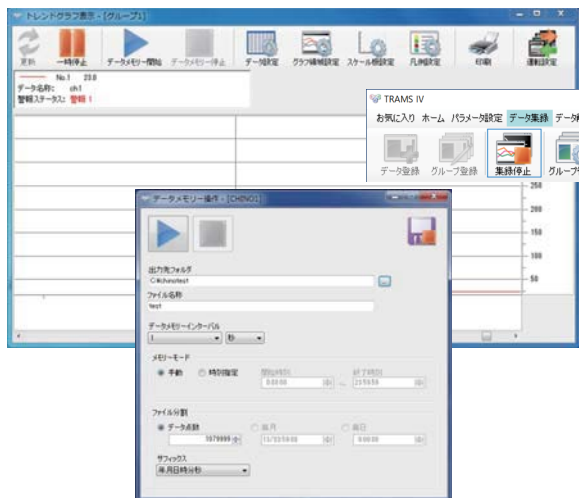 トレンドグラフ表示 - [グループ1]
更新 一時停止 データメモリー開始 データメモリー停止 データ設定 グラフ領域設定 スケール板設定 凡例設定 印刷 運転設定
No.1 23.8
データ名称: ch1
警報ステータス: 警報 1
TRAMS IV
お気に入り ホーム パラメータ設定 データ集録
データ登録 グループ登録 集録停止
250
200
150
100
50
データメモリー操作 - [CHINO1]
出力先フォルダ
C:¥chinotest
ファイル名称
test
データメモリーインターバル
1 秒
メモリーモード
手動 時刻指定 開始時刻 終了時刻
0:00:00 ~ 23:59:59
ファイル分割
データ点数 毎月 毎日
1079999
サフィックス
年月日時分秒